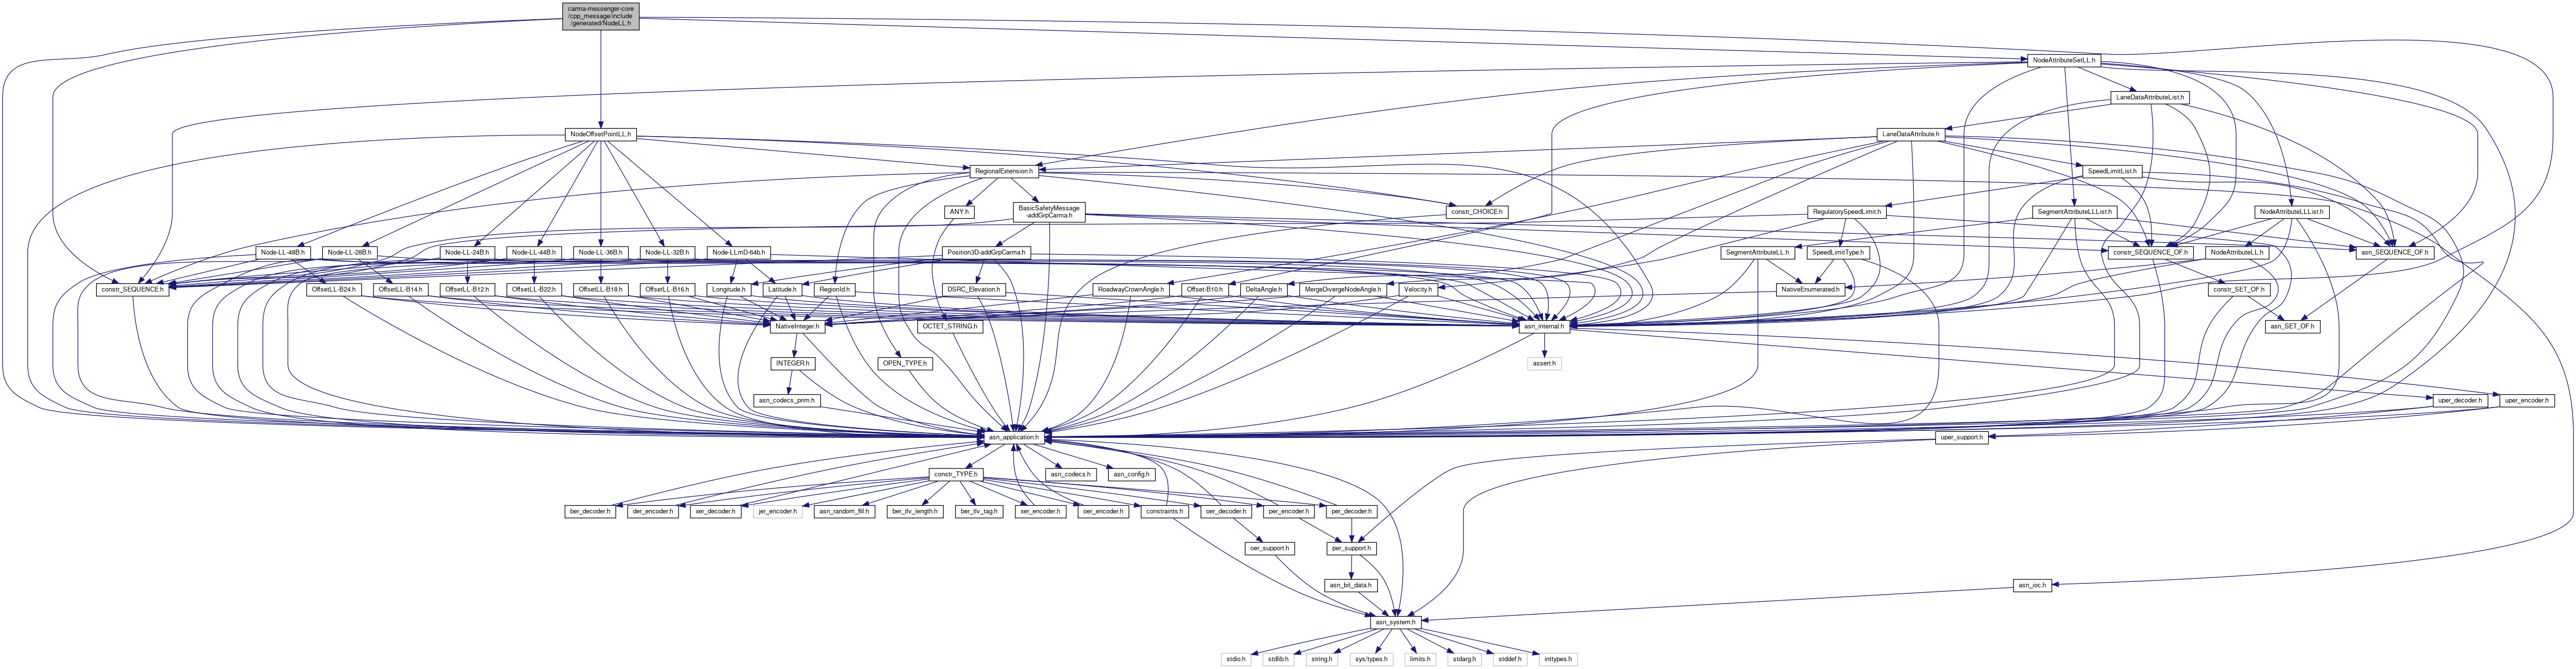 carma-messenger-core
/cpp_message/include
/generated/NodeLL.h
NodeAttributeSetLL.h
LaneDataAttributeList.h
NodeOffsetPointLL.h
LaneDataAttribute.h
RegionalExtension.h
SpeedLimitList.h
ANY.h
BasicSafetyMessage
-addGrpCarma.h
constr_CHOICE.h
RegulatorySpeedLimit.h
SegmentAttributeLLList.h
NodeAttributeLLList.h
Node-LL-48B.h
Node-LL-28B.h
Node-LL-24B.h
Node-LL-44B.h
Node-LL-36B.h
Node-LL-32B.h
Node-LLmD-64b.h
Position3D-addGrpCarma.h
SegmentAttributeLL.h
SpeedLimitType.h
constr_SEQUENCE_OF.h
NodeAttributeLL.h
asn_SEQUENCE_OF.h
constr_SEQUENCE.h
OffsetLL-B24.h
OffsetLL-B14.h
OffsetLL-B12.h
OffsetLL-B22.h
OffsetLL-B18.h
OffsetLL-B16.h
Longitude.h
Latitude.h
RegionId.h
DSRC_Elevation.h
RoadwayCrownAngle.h
Offset-B10.h
DeltaAngle.h
MergeDivergeNodeAngle.h
Velocity.h
NativeEnumerated.h
constr_SET_OF.h
NativeInteger.h
OCTET_STRING.h
asn_internal.h
asn_SET_OF.h
INTEGER.h
OPEN_TYPE.h
assert.h
asn_codecs_prim.h
uper_decoder.h
uper_encoder.h
asn_application.h
uper_support.h
constr_TYPE.h
asn_codecs.h
asn_config.h
ber_decoder.h
der_encoder.h
xer_decoder.h
jer_encoder.h
asn_random_fill.h
ber_tlv_length.h
ber_tlv_tag.h
xer_encoder.h
oer_encoder.h
constraints.h
oer_decoder.h
per_encoder.h
per_decoder.h
oer_support.h
per_support.h
asn_bit_data.h
asn_ioc.h
asn_system.h
stdio.h
stdlib.h
string.h
sys/types.h
limits.h
stdarg.h
stddef.h
inttypes.h